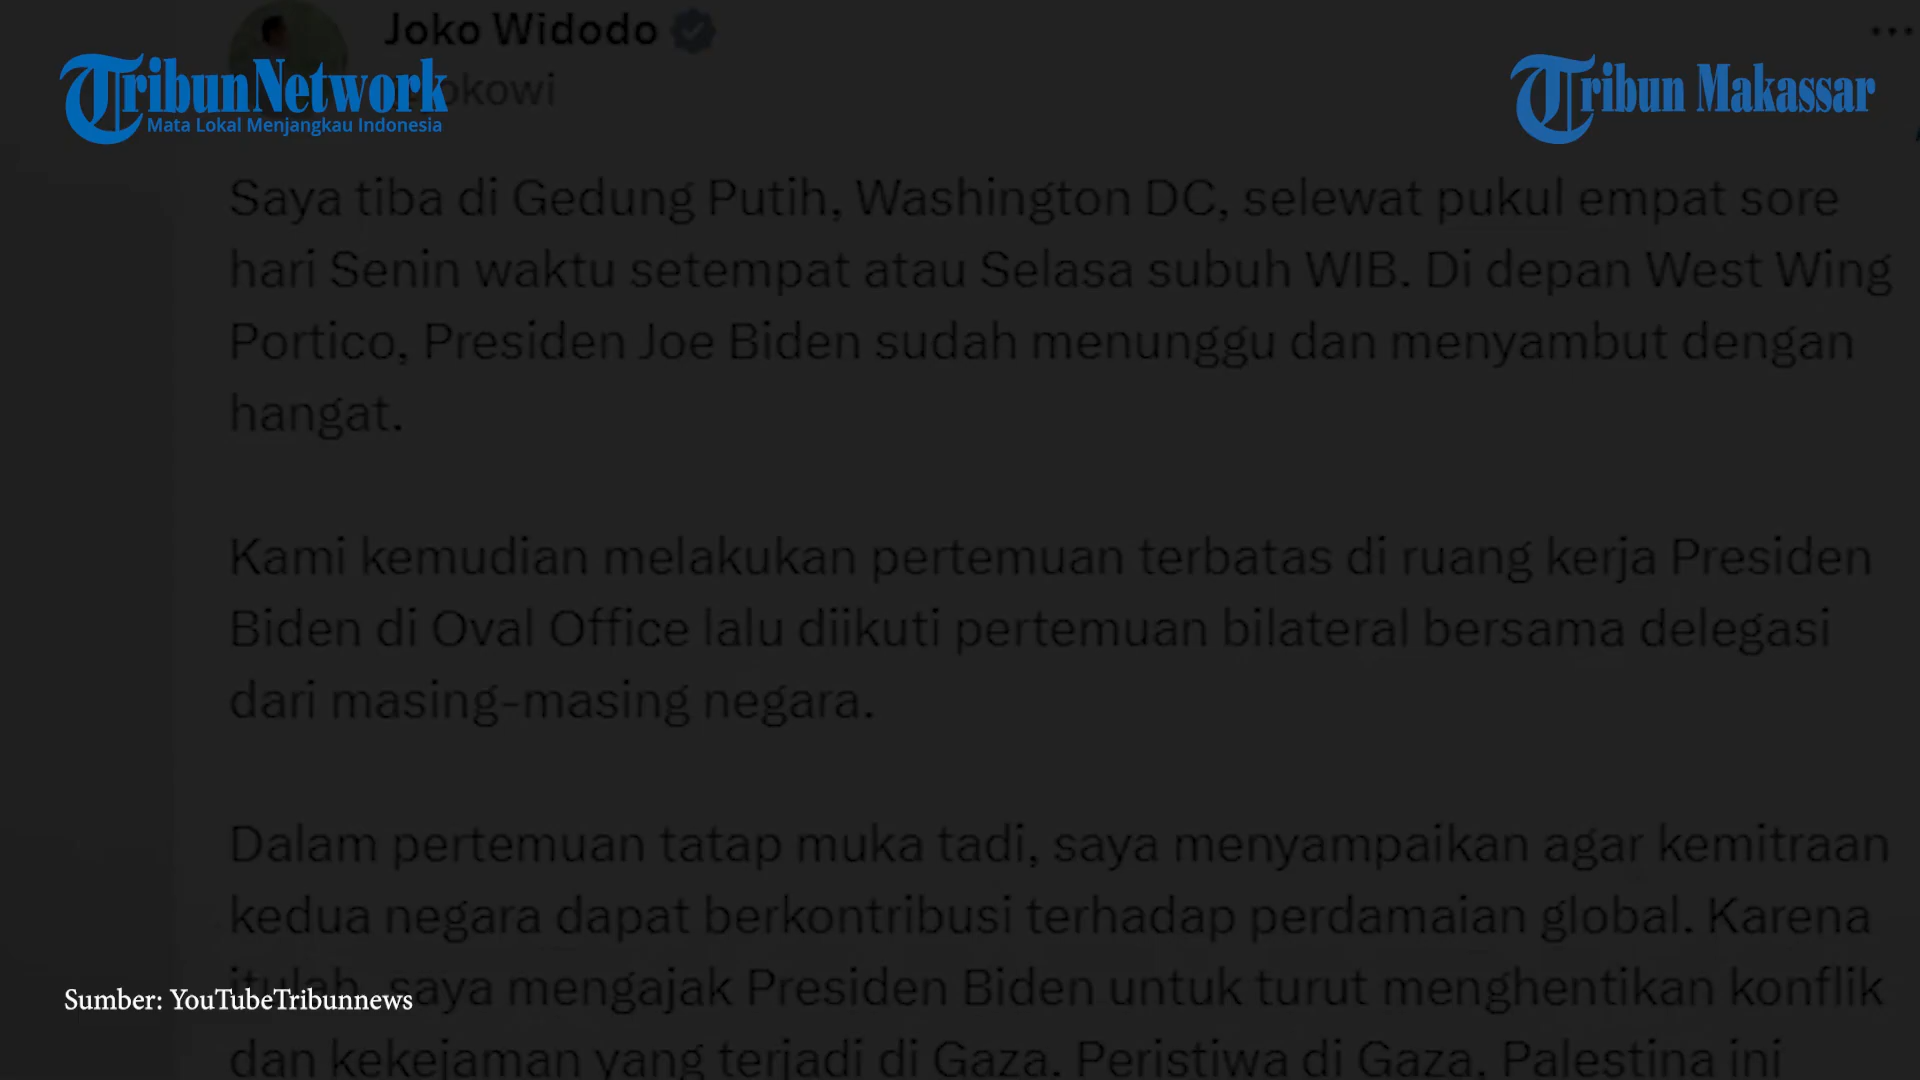 Joko Widodo
TribunNetwork
Mata Lokal Menjangkau Indonesia
Tribun Makassar
Saya tiba di Gedung Putih, Washington DC, selewat pukul empat sore
hari Senin waktu setempat atau Selasa subuh WIB. Di depan West Wing
Portico, Presiden Joe Biden sudah menunggu dan menyambut dengan
hangat.
Kami kemudian melakukan pertemuan terbatas di ruang kerja Presiden
Biden di Oval Office lalu diikuti pertemuan bilateral bersama delegasi
dari masing-masing negara.
Dalam pertemuan tatap muka tadi, saya menyampaikan agar kemitraan
kedua negara dapat berkontribusi terhadap perdamaian global. Karena
itulah, saya mengajak Presiden Biden untuk turut menghentikan konflik
Sumber: YouTubeTribunnews
dan kekejaman yang terjadi di Gaza. Peristiwa di Gaza, Palestina ini